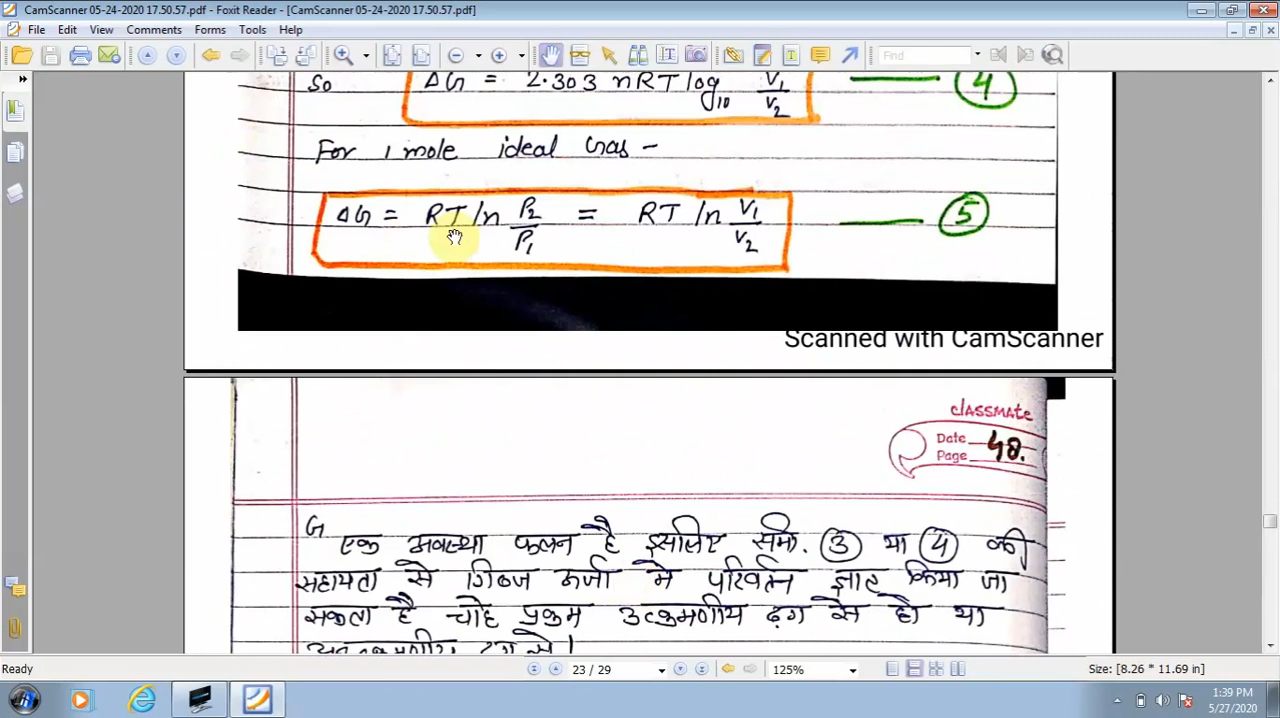 CamScanner 05-24-2020 17.50.57.pdf - Foxit Reader - [CamScanner 05-24-2020 17.50.57.pdf]
File Edit View Comments Forms Tools Help
Find
So ΔG = 2.303 nRT log10 V1/V2 ④
For 1 mole ideal Gas -
ΔG = RT ln P2/P1 = RT ln V1/V2 ⑤
Scanned with CamScanner
classmate
Date
Page 48.
G एक अवस्था फलन है इसलिए समी. ③ या ④ की
सहायता से गिब्ज ऊर्जा मे परिवर्तन ज्ञात किया जा
सकता है चाहे प्रक्रम उत्क्रमणीय ढ़ग से हो या
Ready
23 / 29
125%
Size: [8.26 * 11.69 in]
1:39 PM
5/27/2020